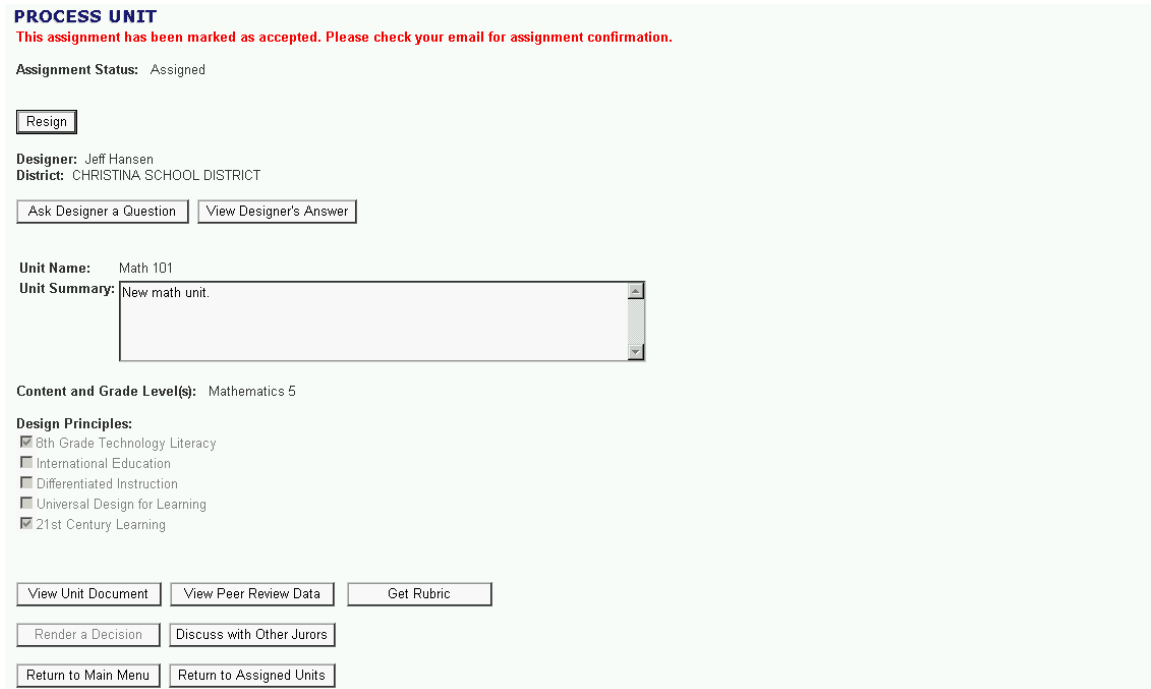 PROCESS UNIT
This assignment has been marked as accepted. Please check your email for assignment confirmation.
Assignment Status: Assigned
Resign
Designer: Jeff Hansen
District: CHRISTINA SCHOOL DISTRICT
Ask Designer a Question View Designer's Answer
Unit Name: Math 101
Unit Summary: New math unit.
Content and Grade Level(s): Mathematics 5
Design Principles:
8th Grade Technology Literacy
International Education
Differentiated Instruction
Universal Design for Learning
21st Century Learning
View Unit Document View Peer Review Data Get Rubric
Render a Decision Discuss with Other Jurors
Return to Main Menu Return to Assigned Units